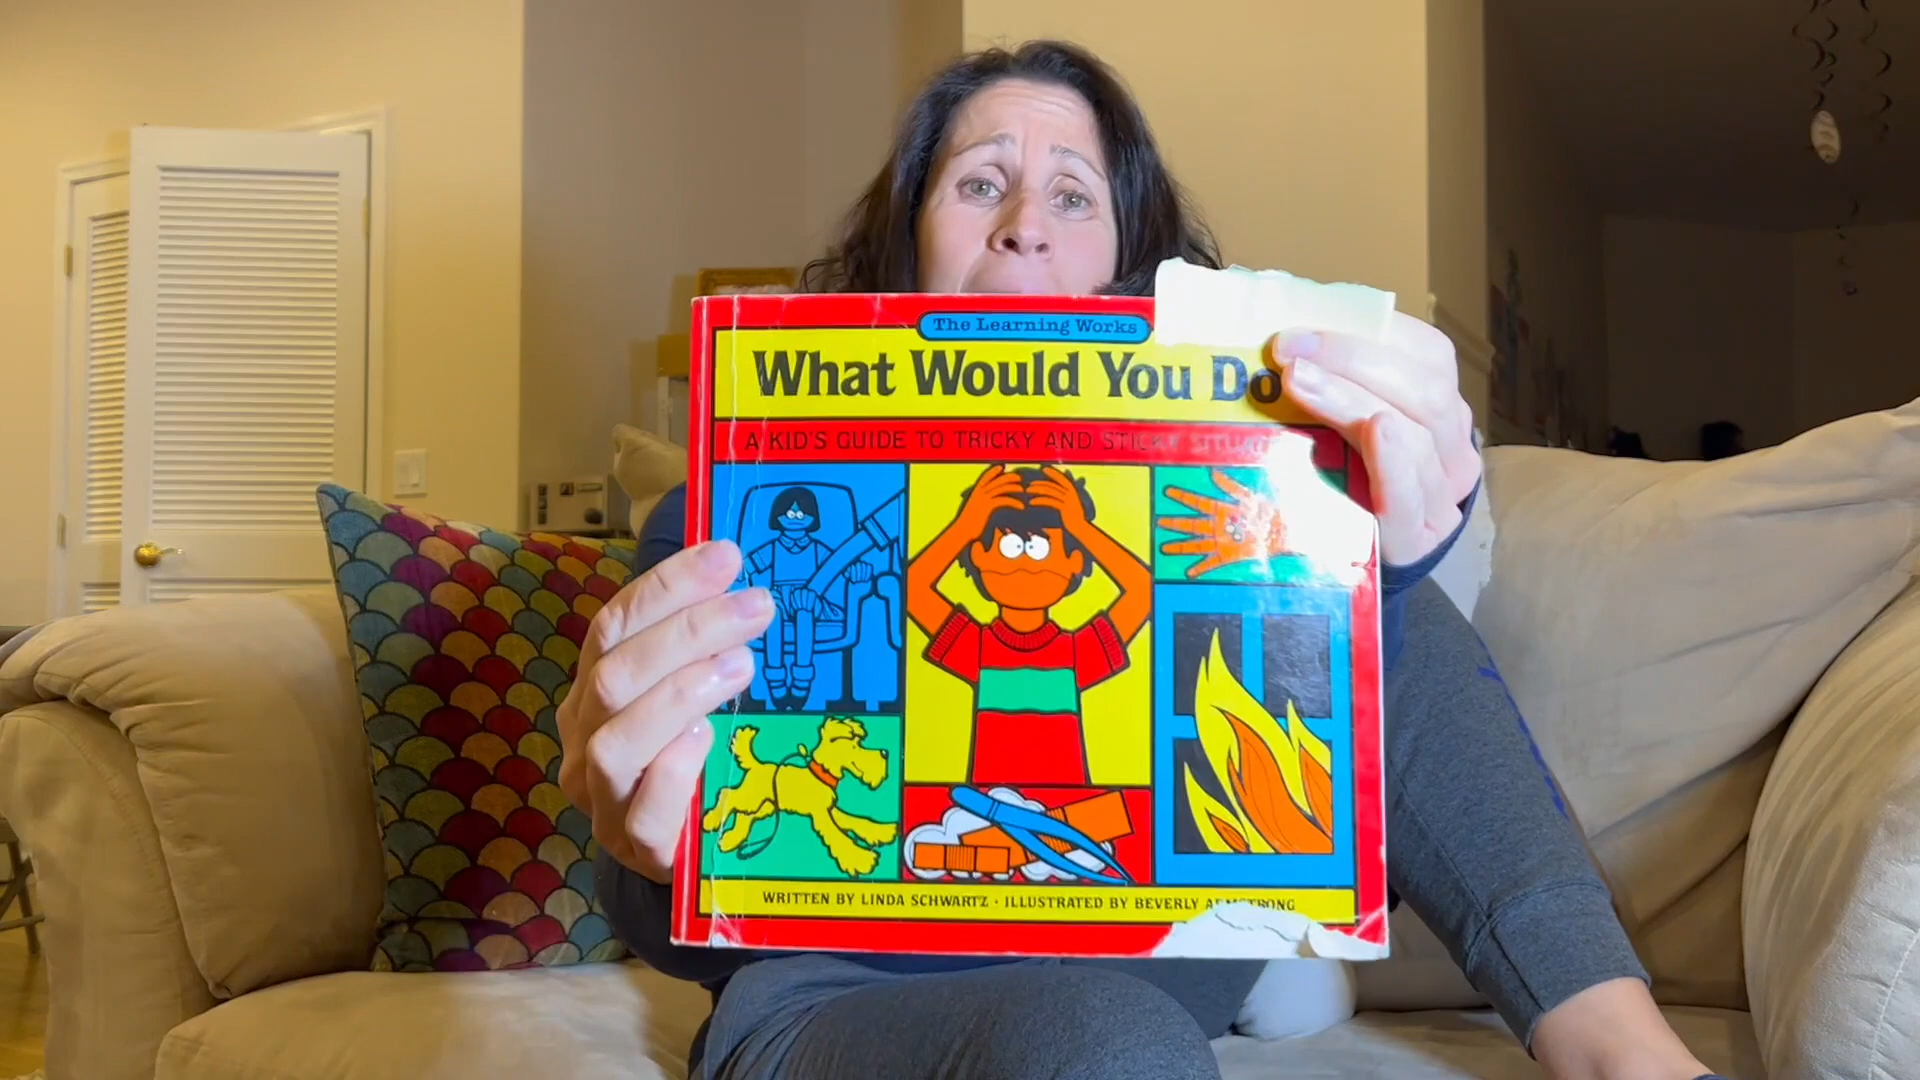 The Learning Works
What Would You Do
A KID'S GUIDE TO TRICKY AND STICKY
WRITTEN BY LINDA SCHWARTZ • ILLUSTRATED BY BEVERLY ARMSTRONG